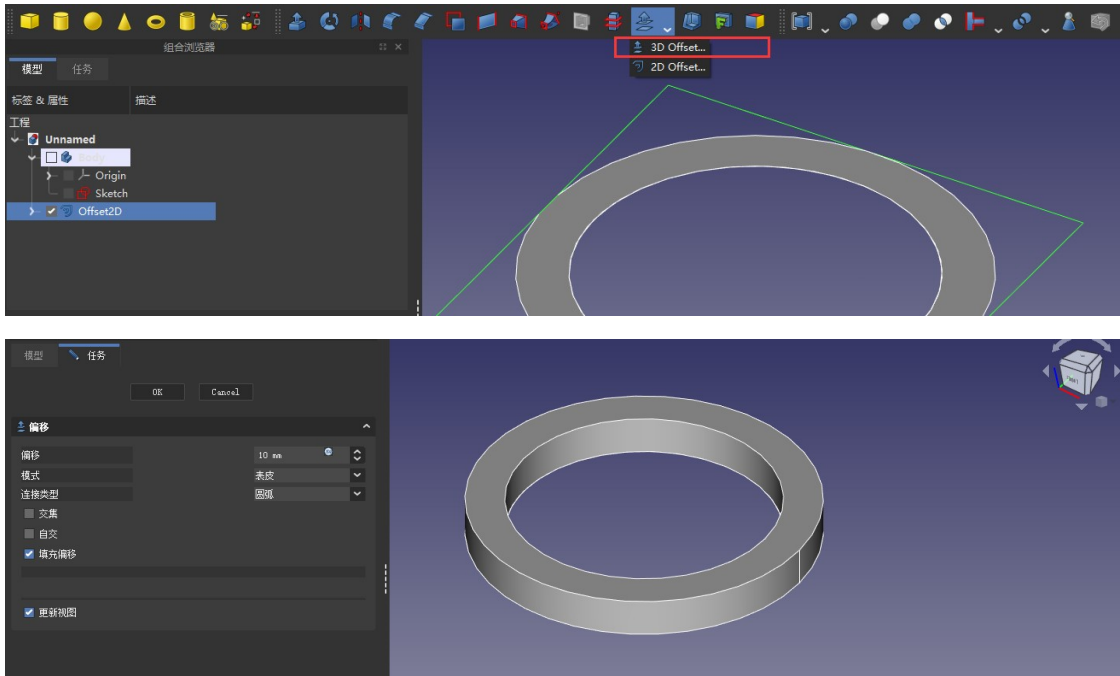 组合浏览器
3D Offset...
2D Offset...
模型 任务
标签 & 属性 描述
工程
Unnamed
Body
Origin
Sketch
Offset2D
模型 任务
OK Cancel
偏移
偏移 10 mm
模式 表皮
连接类型 圆弧
交集
自交
填充偏移
更新视图